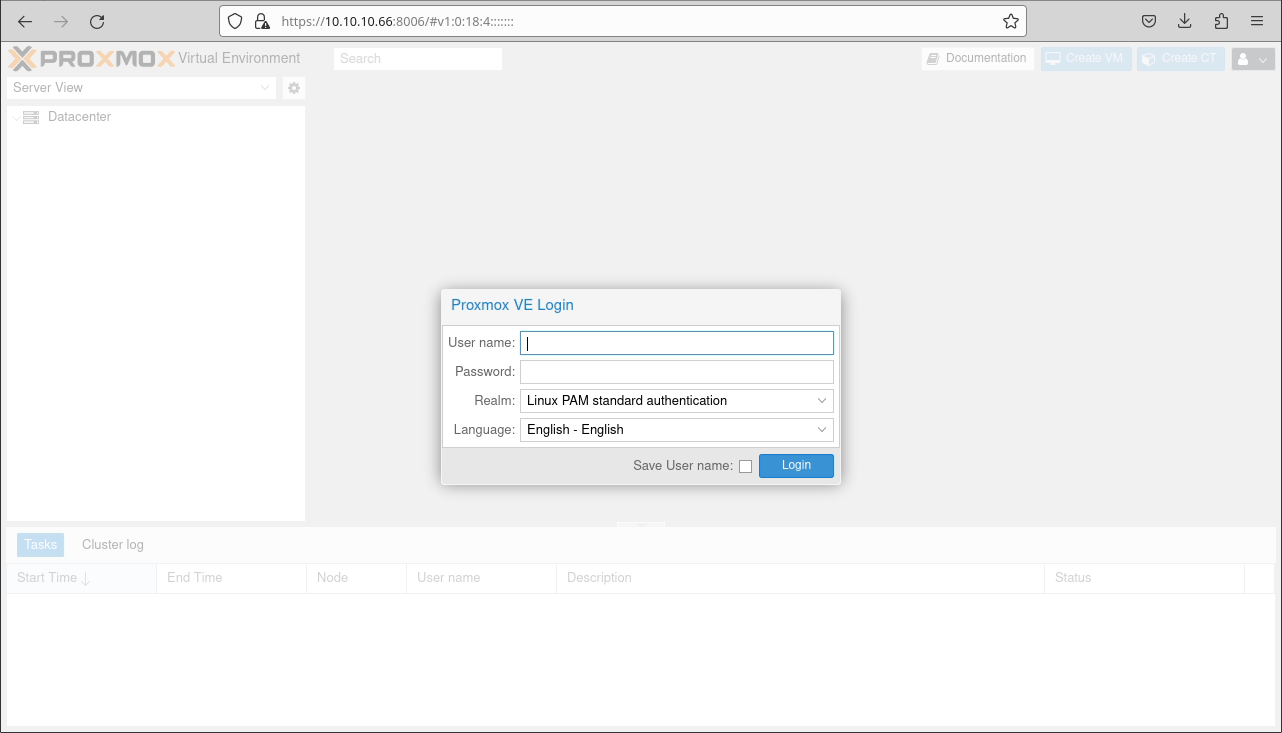 https://10.10.10.66:8006/#v1:0:18:4:::::::
PROXMOX Virtual Environment
Search
Documentation
Create VM
Create CT
Server View
Datacenter
Proxmox VE Login
User name:
Password:
Realm: Linux PAM standard authentication
Language: English - English
Save User name:
Login
Tasks
Cluster log
Start Time
End Time
Node
User name
Description
Status